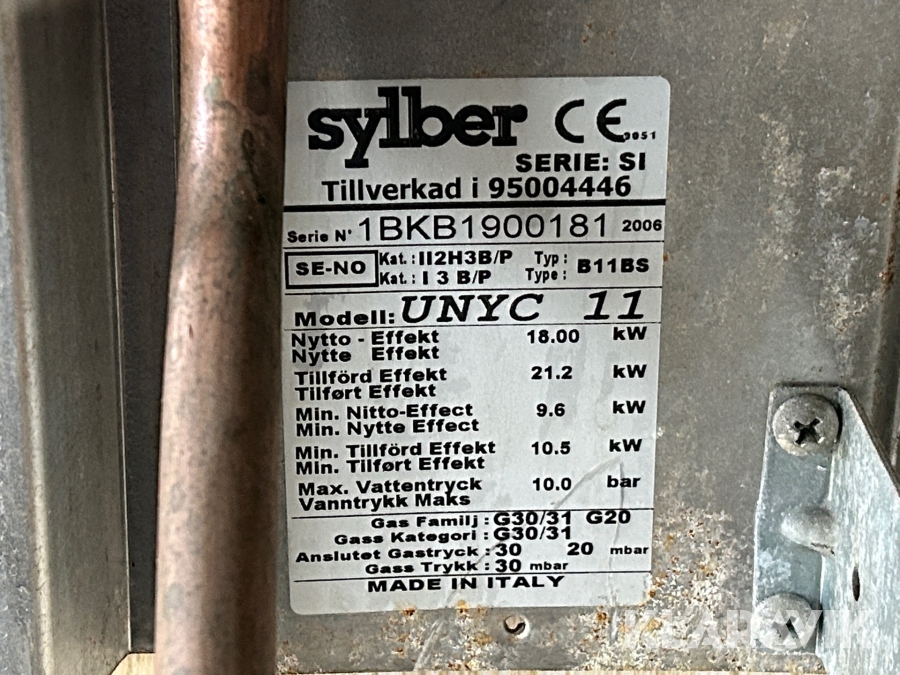 sylber CE 0051
SERIE: SI
Tillverkad i 95004446
Serie N° 1BKB1900181 2006
SE-NO
Kat.: II2H3B/P Typ:
Kat.: I 3 B/P Type: B11BS
Modell: UNYC 11
Nytto - Effekt 18.00 kW
Nytte Effekt
Tillförd Effekt 21.2 kW
Tilført Effekt
Min. Nitto-Effect 9.6 kW
Min. Nytte Effect
Min. Tillförd Effekt 10.5 kW
Min. Tilført Effekt
Max. Vattentryck 10.0 bar
Vanntrykk Maks
Gas Familj: G30/31 G20
Gass Kategori: G30/31
Anslutet Gastryck: 30 20 mbar
Gass Trykk: 30 mbar
MADE IN ITALY
KLARAVIK